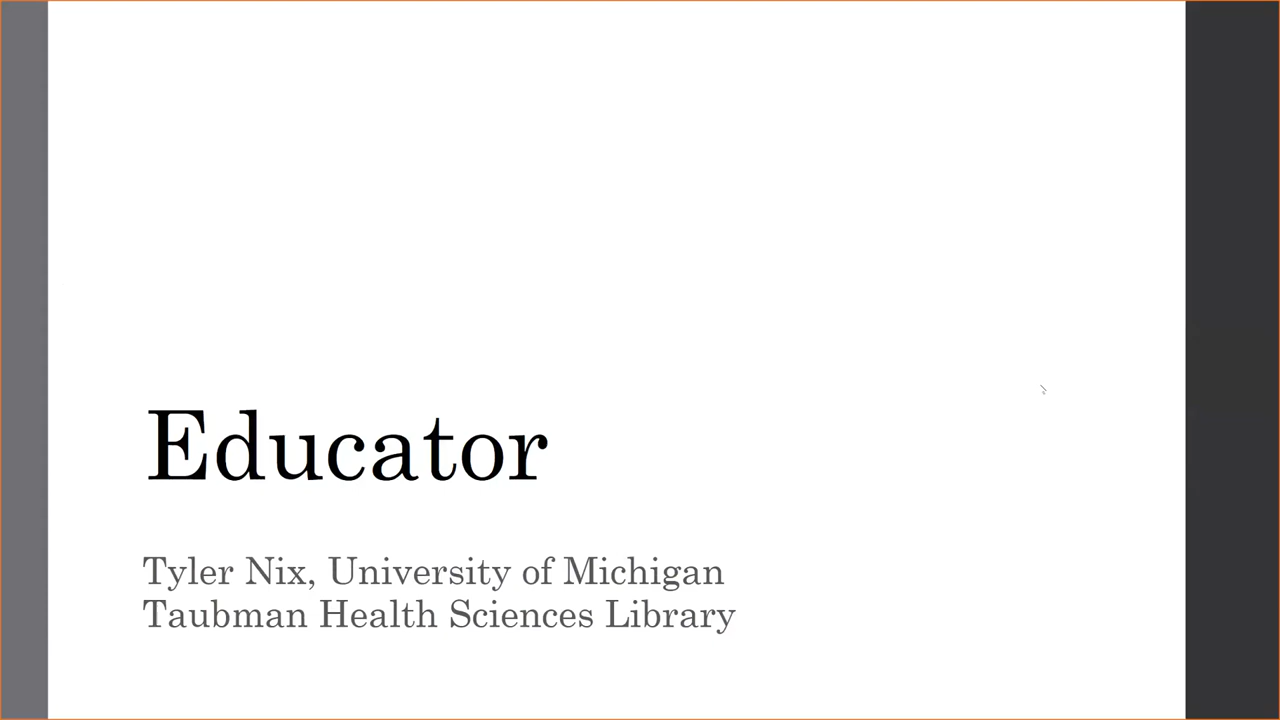 Educator
Tyler Nix, University of Michigan
Taubman Health Sciences Library